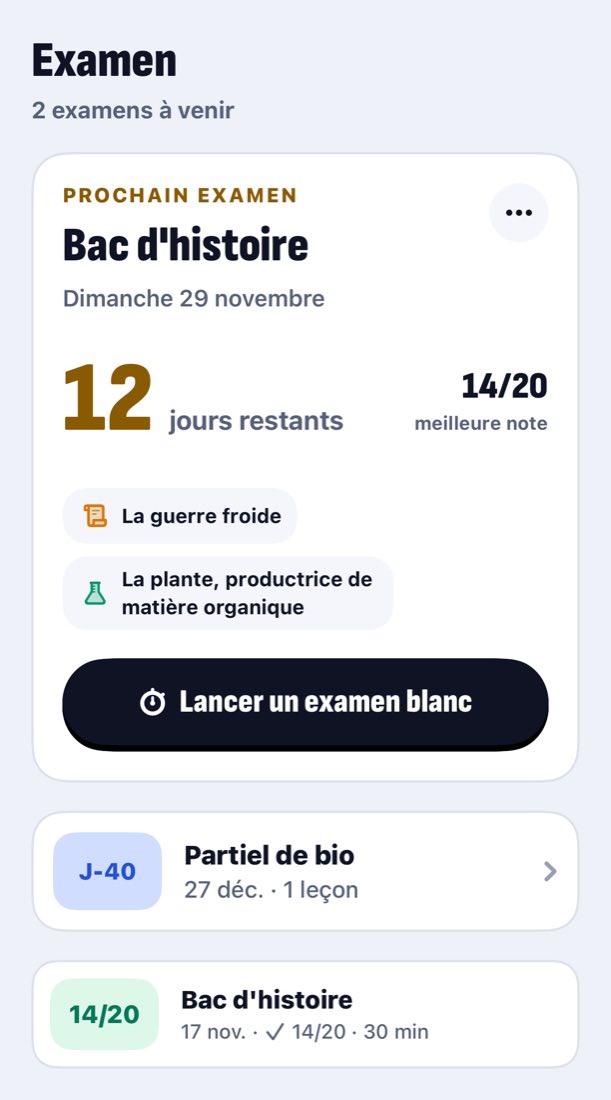 Examen
2 examens à venir
PROCHAIN EXAMEN
Bac d'histoire
Dimanche 29 novembre
12 jours restants
14/20
meilleure note
La guerre froide
La plante, productrice de
matière organique
Lancer un examen blanc
J-40
Partiel de bio
27 déc. · 1 leçon
14/20
Bac d'histoire
17 nov. · ✓ 14/20 · 30 min